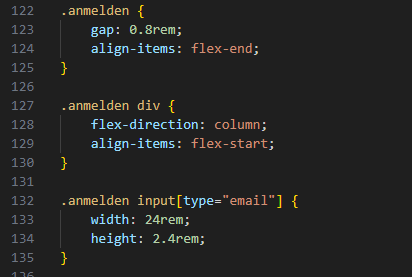 122 .anmelden {
123     gap: 0.8rem;
124     align-items: flex-end;
125 }
126
127 .anmelden div {
128     flex-direction: column;
129     align-items: flex-start;
130 }
131
132 .anmelden input[type="email"] {
133     width: 24rem;
134     height: 2.4rem;
135 }
136